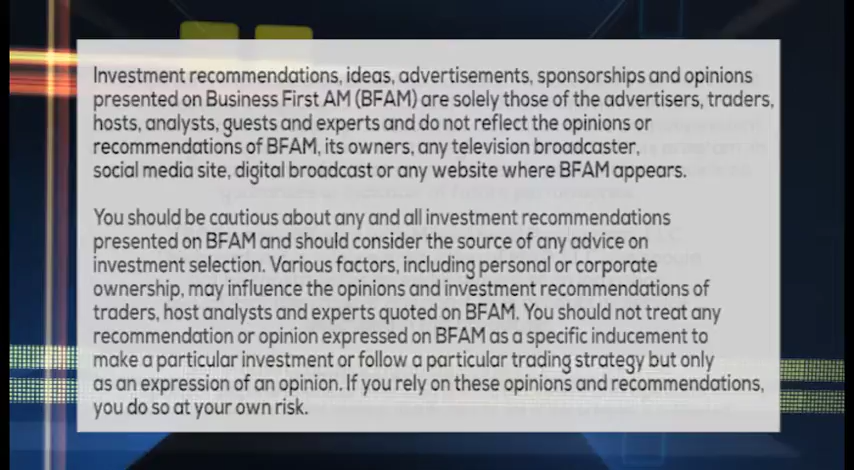 Investment recommendations, ideas, advertisements, sponsorships and opinions
presented on Business First AM (BFAM) are solely those of the advertisers, traders,
hosts, analysts, guests and experts and do not reflect the opinions or
recommendations of BFAM, its owners, any television broadcaster,
social media site, digital broadcast or any website where BFAM appears.
You should be cautious about any and all investment recommendations
presented on BFAM and should consider the source of any advice on
investment selection. Various factors, including personal or corporate
ownership, may influence the opinions and investment recommendations of
traders, host analysts and experts quoted on BFAM. You should not treat any
recommendation or opinion expressed on BFAM as a specific inducement to
make a particular investment or follow a particular trading strategy but only
as an expression of an opinion. If you rely on these opinions and recommendations,
you do so at your own risk.